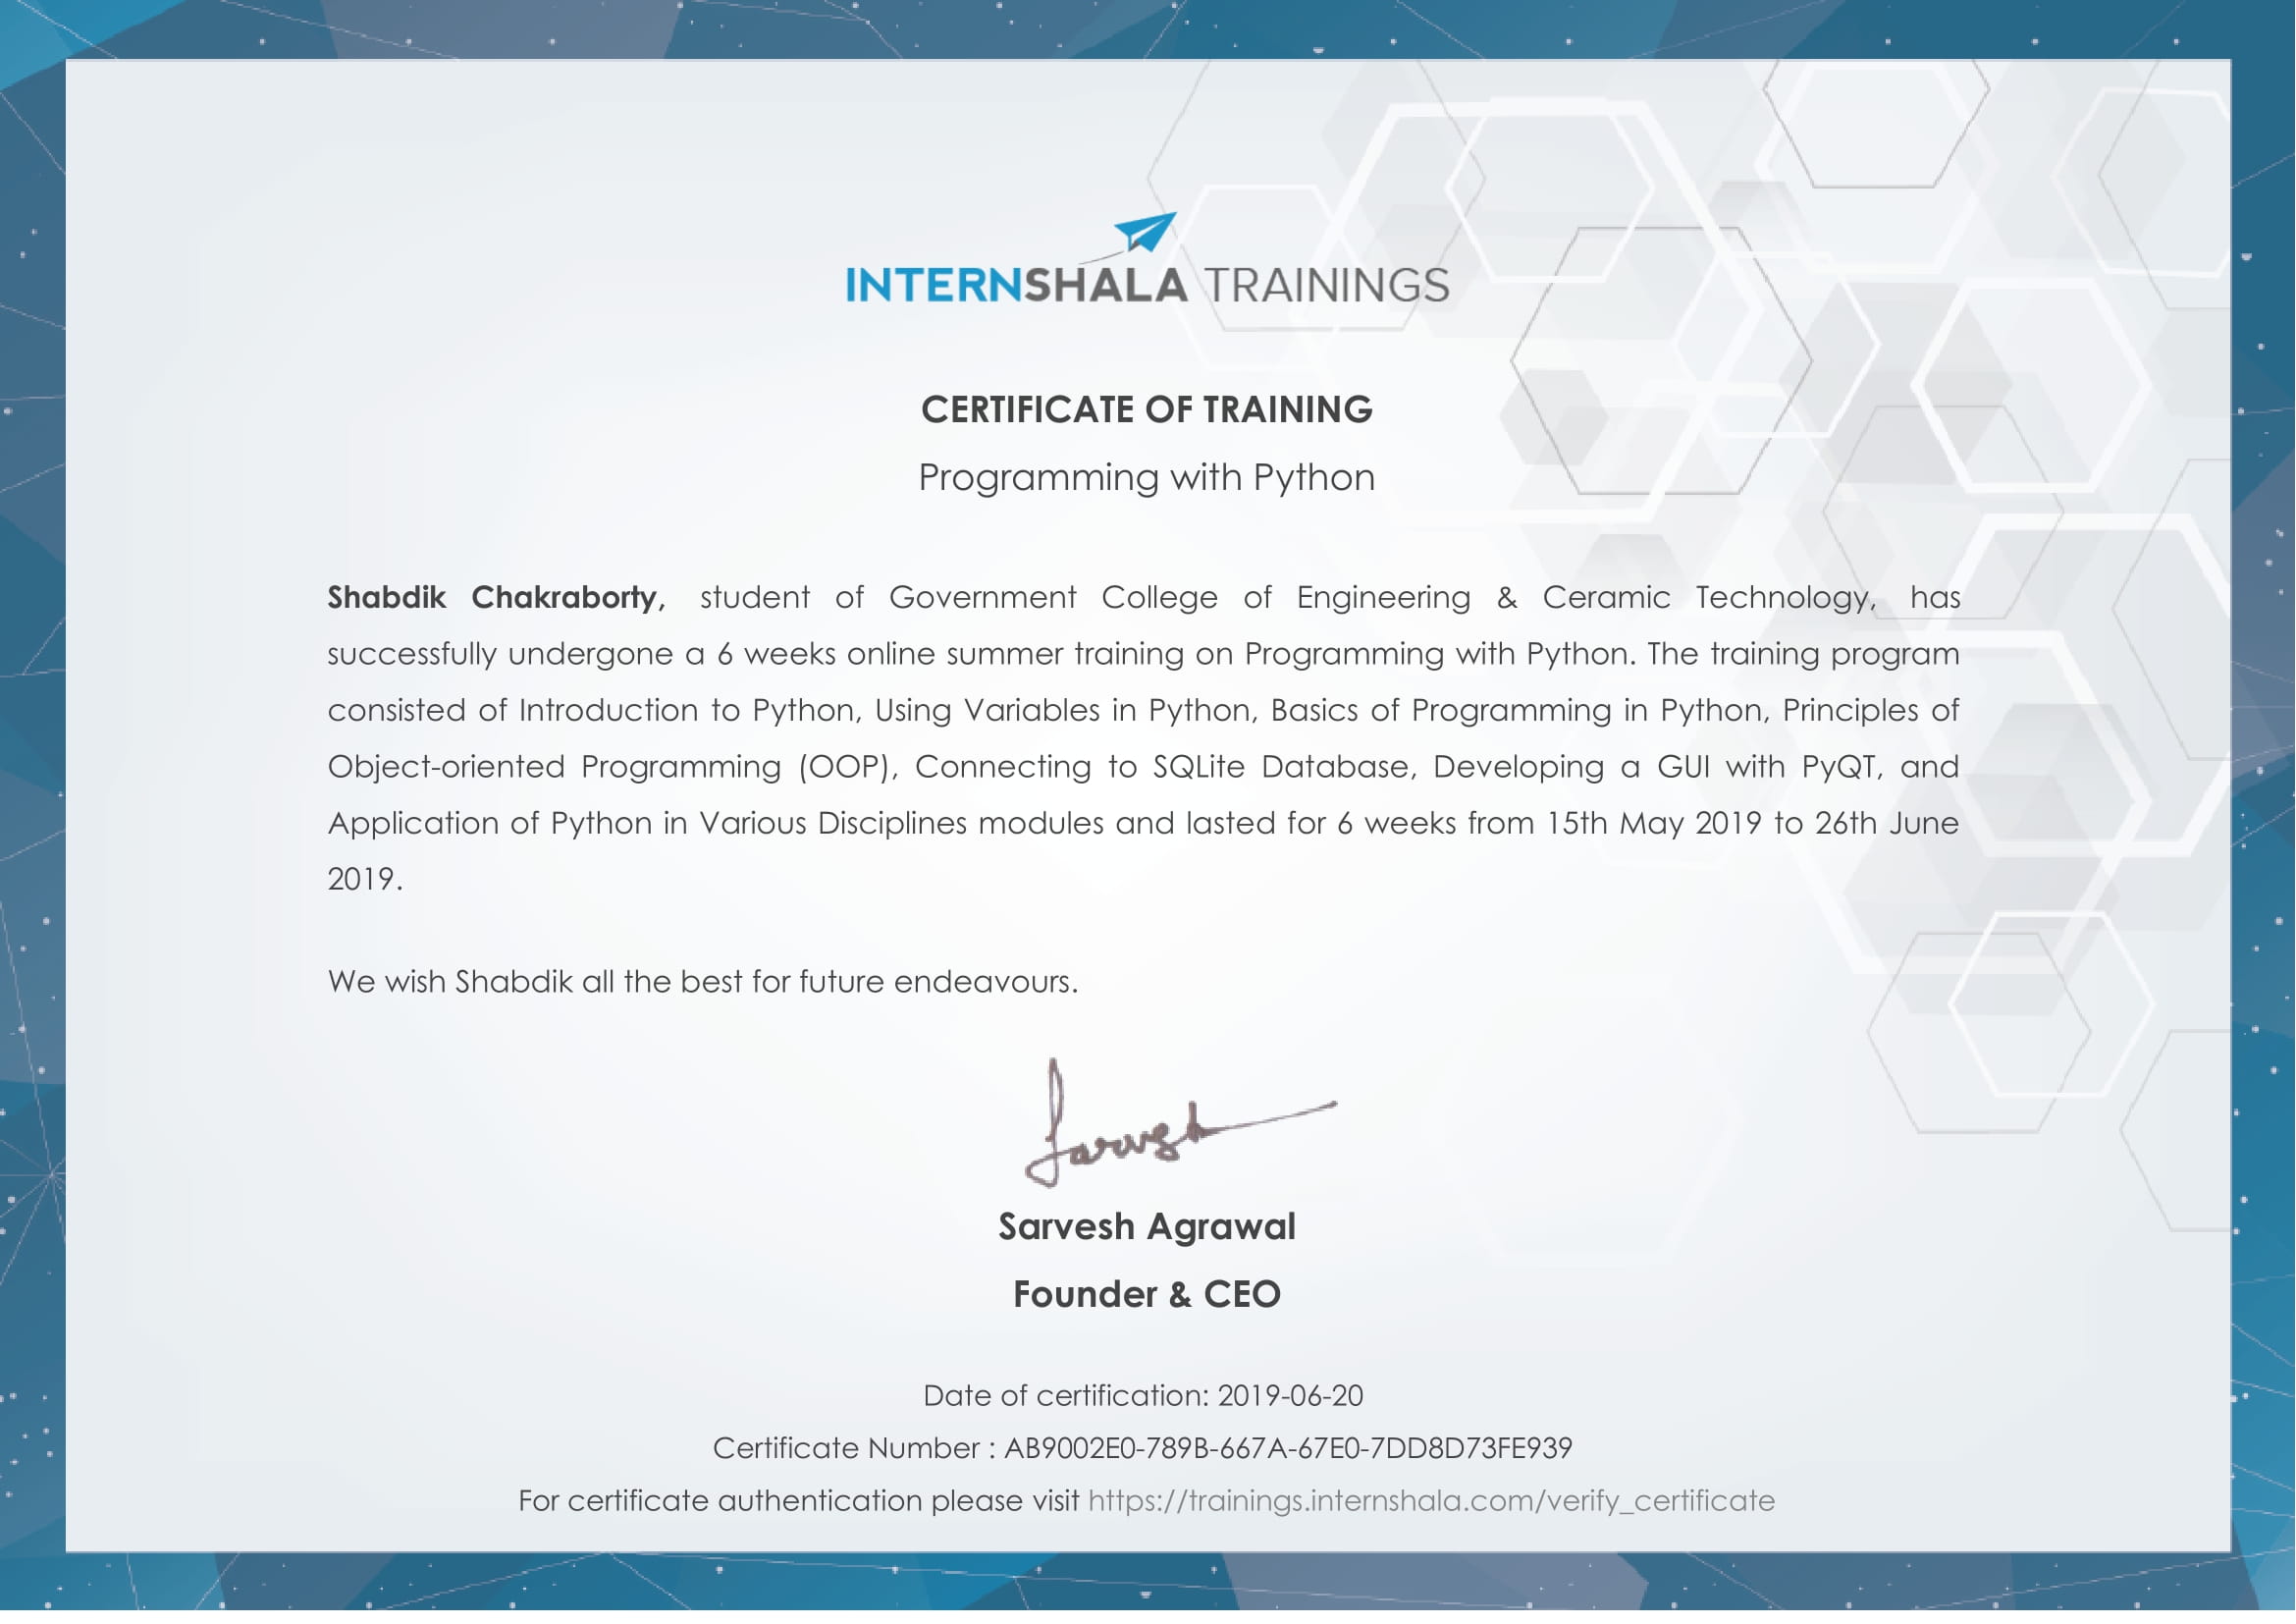 INTERNSHALA TRAININGS
CERTIFICATE OF TRAINING
Programming with Python
Shabdik Chakraborty, student of Government College of Engineering & Ceramic Technology, has
successfully undergone a 6 weeks online summer training on Programming with Python. The training program
consisted of Introduction to Python, Using Variables in Python, Basics of Programming in Python, Principles of
Object-oriented Programming (OOP), Connecting to SQLite Database, Developing a GUI with PyQT, and
Application of Python in Various Disciplines modules and lasted for 6 weeks from 15th May 2019 to 26th June
2019.
We wish Shabdik all the best for future endeavours.
Sarvesh
Sarvesh Agrawal
Founder & CEO
Date of certification: 2019-06-20
Certificate Number : AB9002E0-789B-667A-67E0-7DD8D73FE939
For certificate authentication please visit https://trainings.internshala.com/verify_certificate